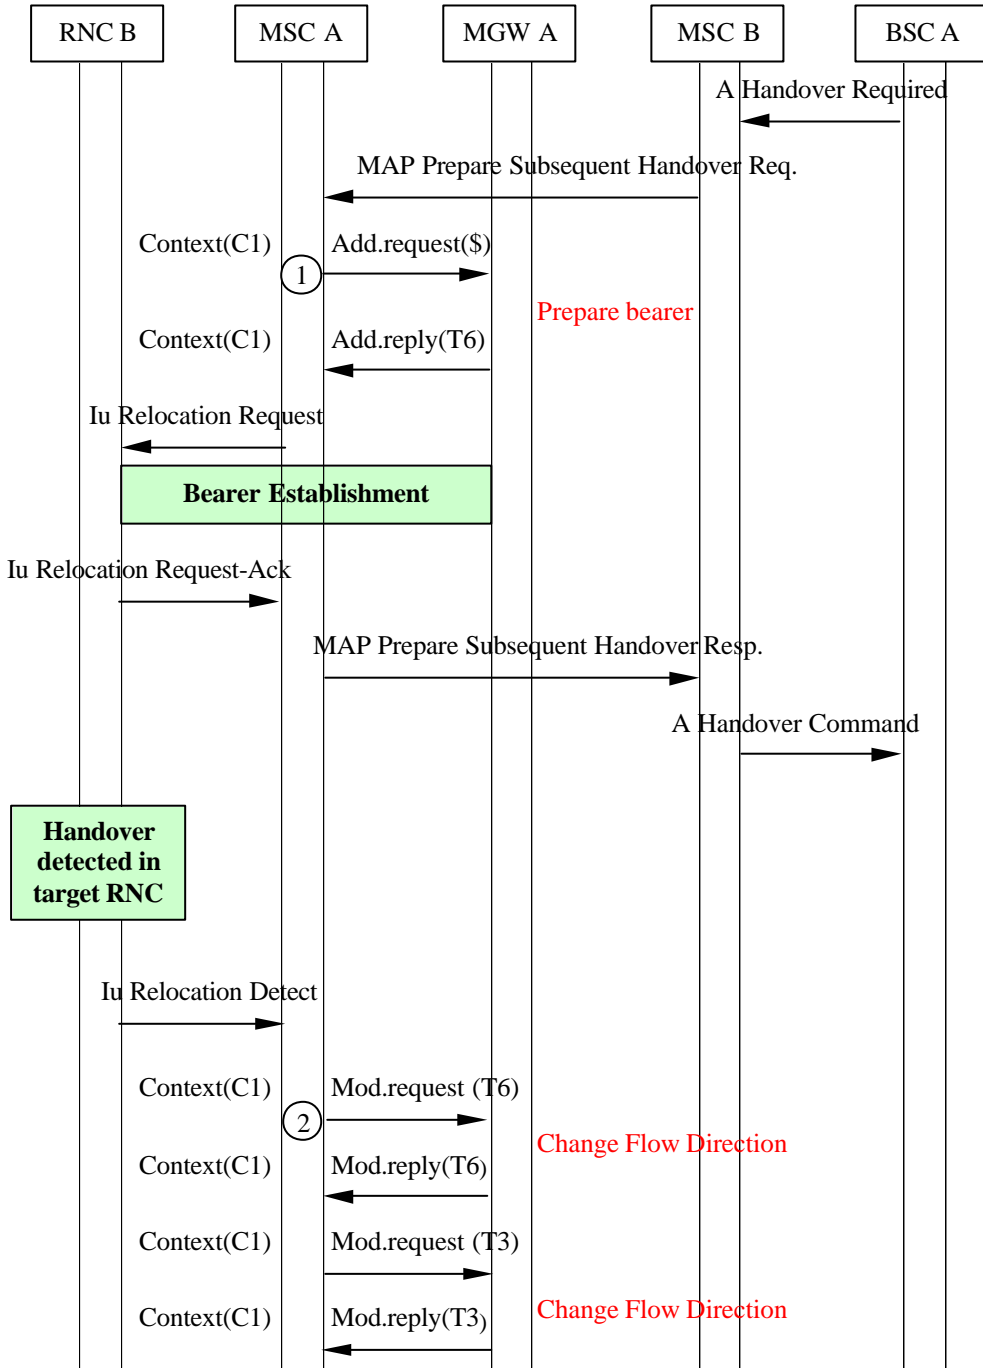 RNC B MSC A MGW A MSC B BSC A
A Handover Required
MAP Prepare Subsequent Handover Req.
Context(C1) Add.request($)
1
Prepare bearer
Context(C1) Add.reply(T6)
Iu Relocation Request
Bearer Establishment
Iu Relocation Request-Ack
MAP Prepare Subsequent Handover Resp.
A Handover Command
Handover
detected in
target RNC
Iu Relocation Detect
Context(C1) Mod.request (T6)
2
Change Flow Direction
Context(C1) Mod.reply(T6)
Context(C1) Mod.request (T3)
Change Flow Direction
Context(C1) Mod.reply(T3)